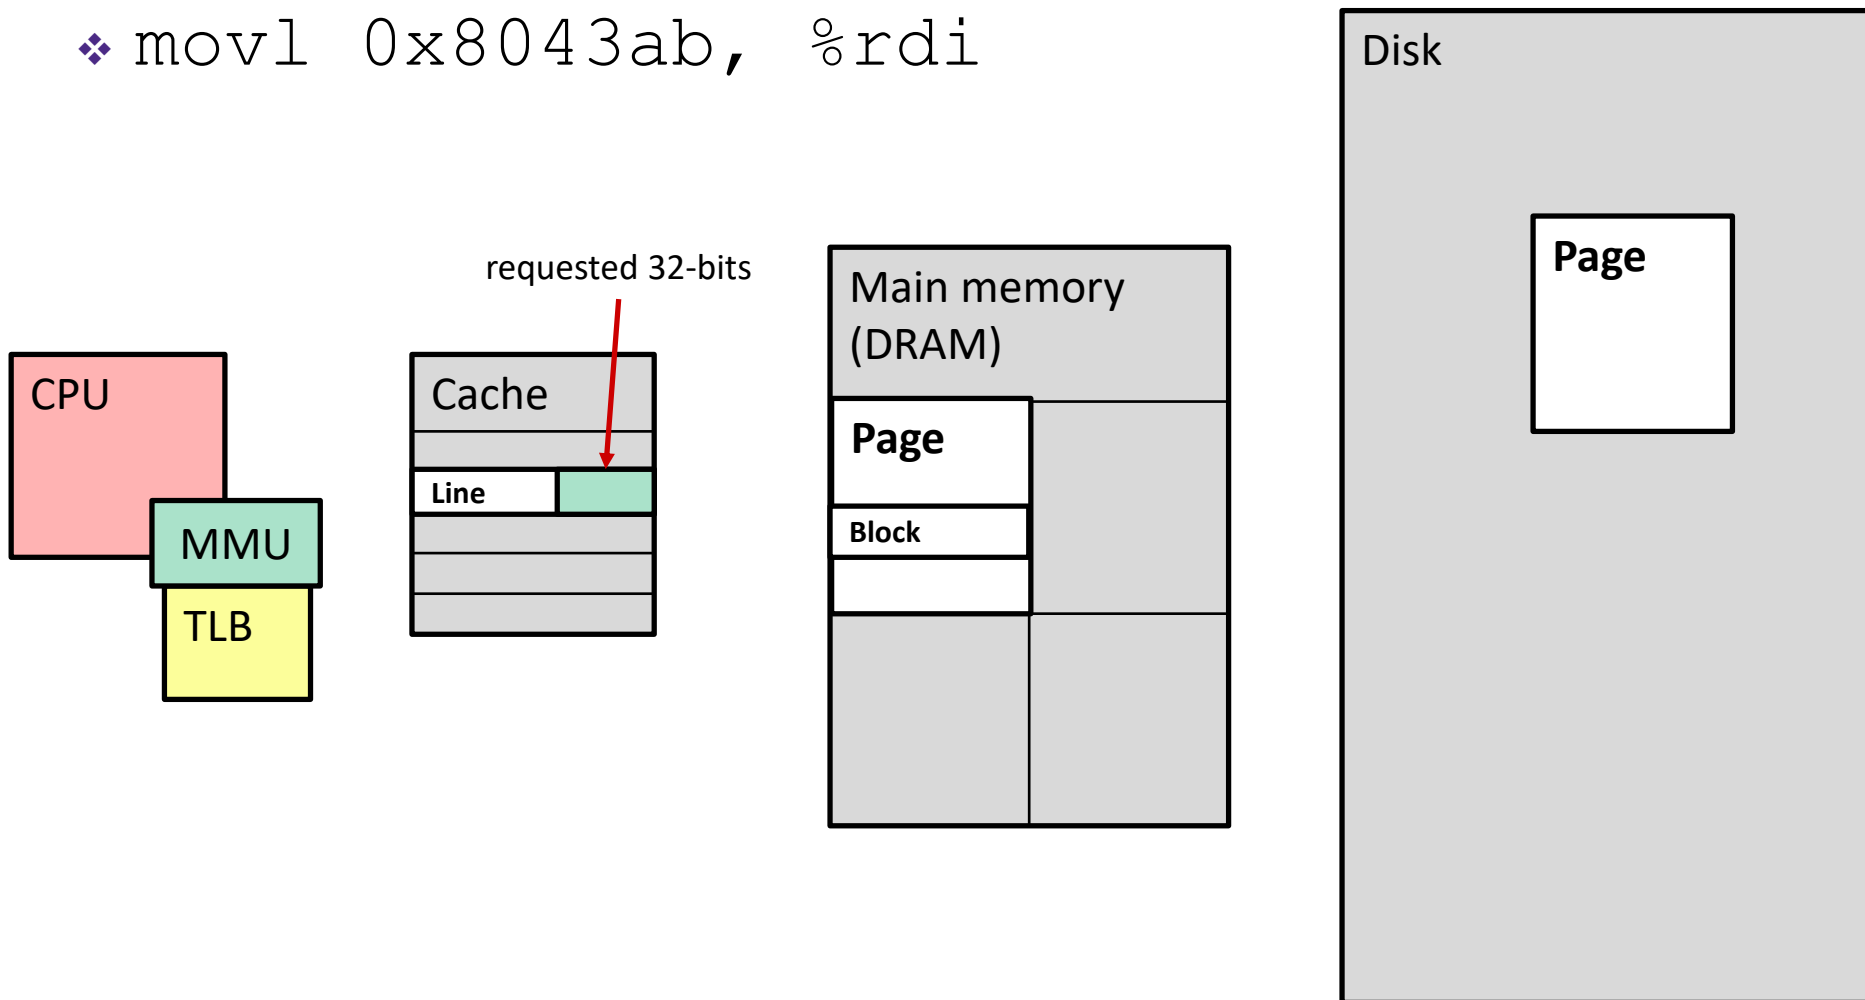 ❖ movl 0x8043ab, %rdi
Disk
Page
requested 32-bits
Main memory
(DRAM)
CPU
Cache
Page
Line
Block
MMU
TLB